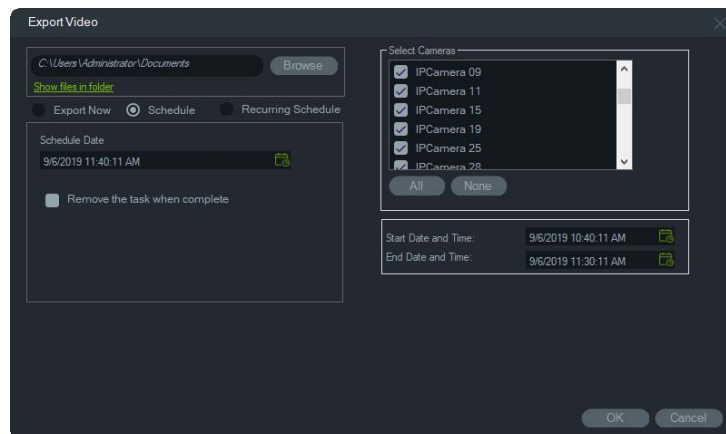 Export Video
C:\Users\Administrator\Documents
Browse
Show files in folder
Export Now
Schedule
Recurring Schedule
Schedule Date
9/6/2019 11:40:11 AM
Remove the task when complete
Select Cameras
IPCamera 09
IPCamera 11
IPCamera 15
IPCamera 19
IPCamera 25
IPCamera 28
All
None
Start Date and Time:
9/6/2019 10:40:11 AM
End Date and Time:
9/6/2019 11:30:11 AM
OK
Cancel